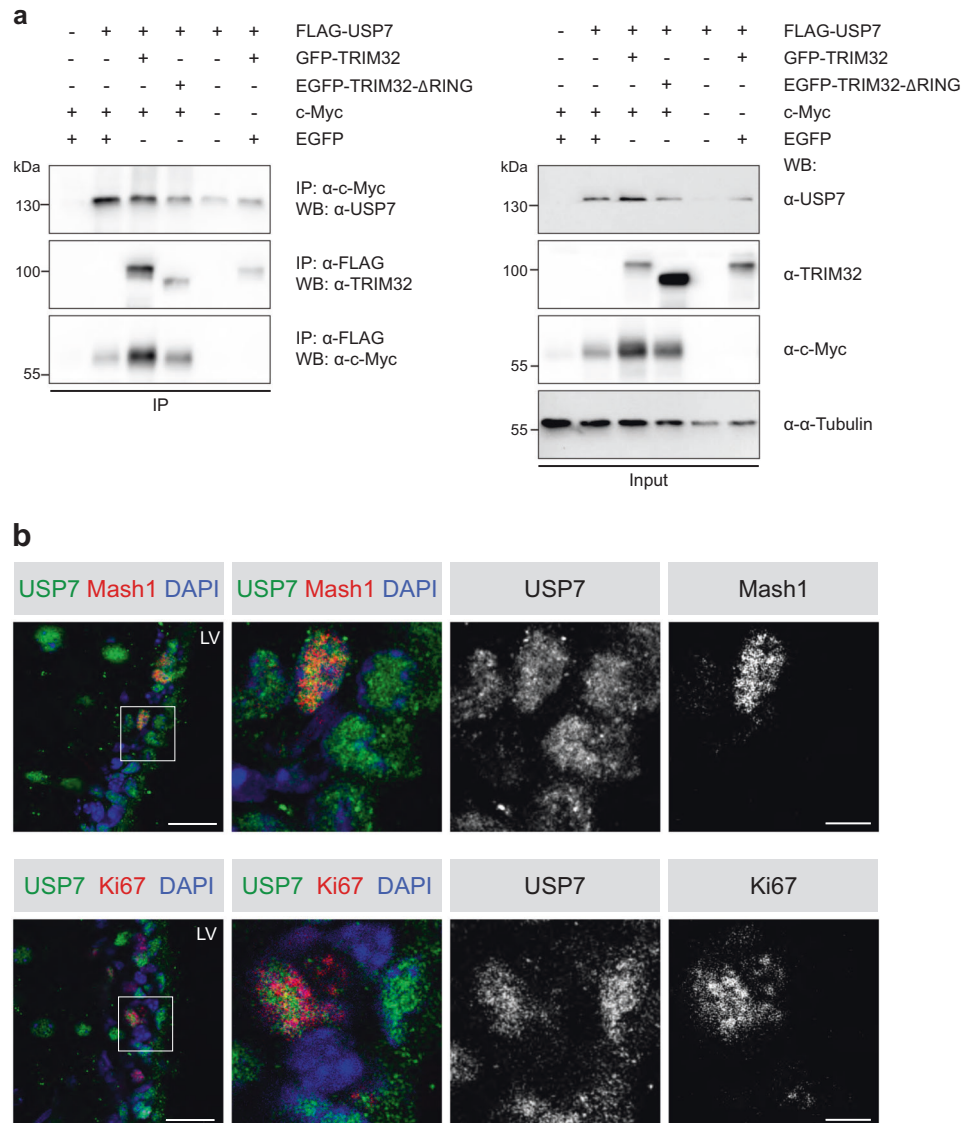 a
- + + + + + FLAG-USP7
- - + - - + GFP-TRIM32
- - - + - - EGFP-TRIM32-ΔRING
+ + + + - - c-Myc
+ + - - - + EGFP
kDa
130
IP: α-c-Myc
WB: α-USP7
100
IP: α-FLAG
WB: α-TRIM32
55
IP: α-FLAG
WB: α-c-Myc
IP
- + + + + + FLAG-USP7
- - + - - + GFP-TRIM32
- - - + - - EGFP-TRIM32-ΔRING
+ + + + - - c-Myc
+ + - - - + EGFP
kDa
WB:
130
α-USP7
100
α-TRIM32
55
α-c-Myc
55
α-α-Tubulin
Input
b
USP7 Mash1 DAPI
USP7 Mash1 DAPI
USP7
Mash1
LV
USP7 Ki67 DAPI
USP7 Ki67 DAPI
USP7
Ki67
LV